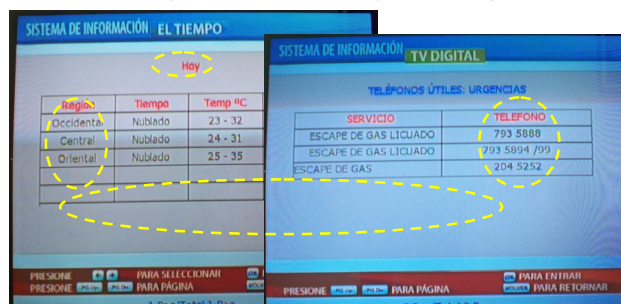 SISTEMA DE INFORMACIÓN EL TIEMPO
Hoy
Región Tiempo Temp ºC
Occidental Nublado 23 - 32
Central Nublado 24 - 31
Oriental Nublado 25 - 35
PRESIONE PARA SELECCIONAR OK
PRESIONE PARA PÁGINA VOLVER
SISTEMA DE INFORMACIÓN TV DIGITAL
TELÉFONOS ÚTILES: URGENCIAS
SERVICIO TELEFONO
ESCAPE DE GAS LICUADO 793 5888
ESCAPE DE GAS LICUADO 793 5894 /99
ESCAPE DE GAS 204 5252
OK PARA ENTRAR
PRESIONE PARA PÁGINA VOLVER PARA RETORNAR